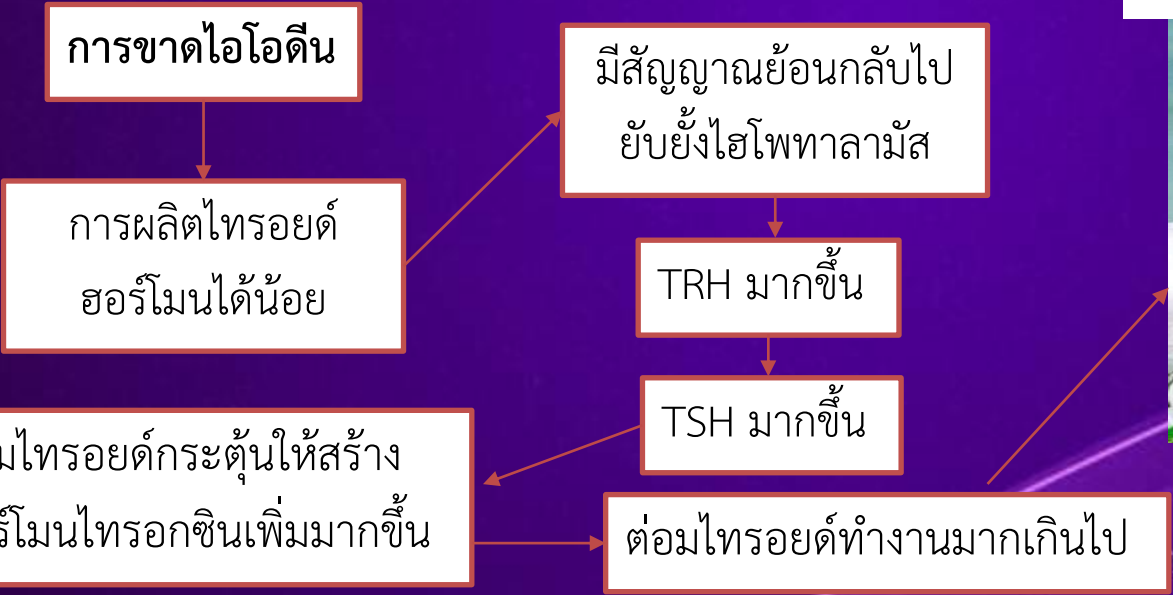 การขาดไอโอดีน
การผลิตไทรอยด์
ฮอร์โมนได้น้อย
มีสัญญาณย้อนกลับไป
ยับยั้งไฮโพทาลามัส
TRH มากขึ้น
TSH มากขึ้น
มไทรอยด์กระตุ้นให้สร้าง
ร์โมนไทรอกซินเพิ่มมากขึ้น
ต่อมไทรอยด์ทำงานมากเกินไป